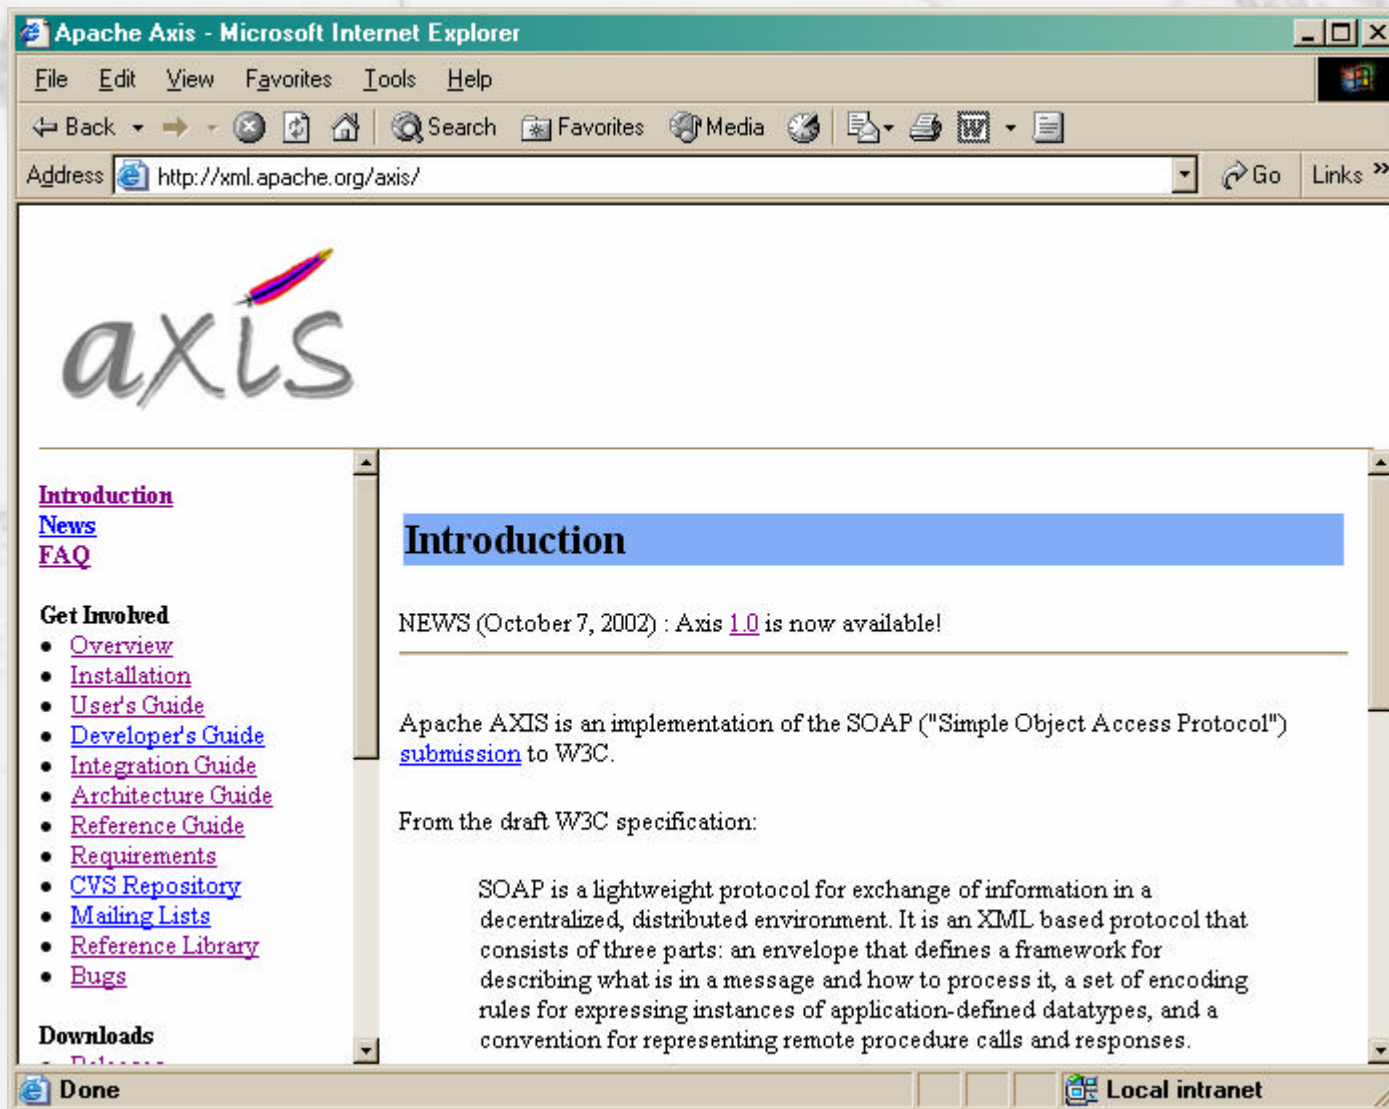 Apache Axis - Microsoft Internet Explorer
File Edit View Favorites Tools Help
Back Search Favorites Media
Address http://xml.apache.org/axis/ Go Links »
axis
Introduction
News
FAQ
Get Involved
• Overview
• Installation
• User's Guide
• Developer's Guide
• Integration Guide
• Architecture Guide
• Reference Guide
• Requirements
• CVS Repository
• Mailing Lists
• Reference Library
• Bugs
Downloads
• Releases
Introduction
NEWS (October 7, 2002) : Axis 1.0 is now available!
Apache AXIS is an implementation of the SOAP ("Simple Object Access Protocol")
submission to W3C.
From the draft W3C specification:
SOAP is a lightweight protocol for exchange of information in a
decentralized, distributed environment. It is an XML based protocol that
consists of three parts: an envelope that defines a framework for
describing what is in a message and how to process it, a set of encoding
rules for expressing instances of application-defined datatypes, and a
convention for representing remote procedure calls and responses.
Done Local intranet